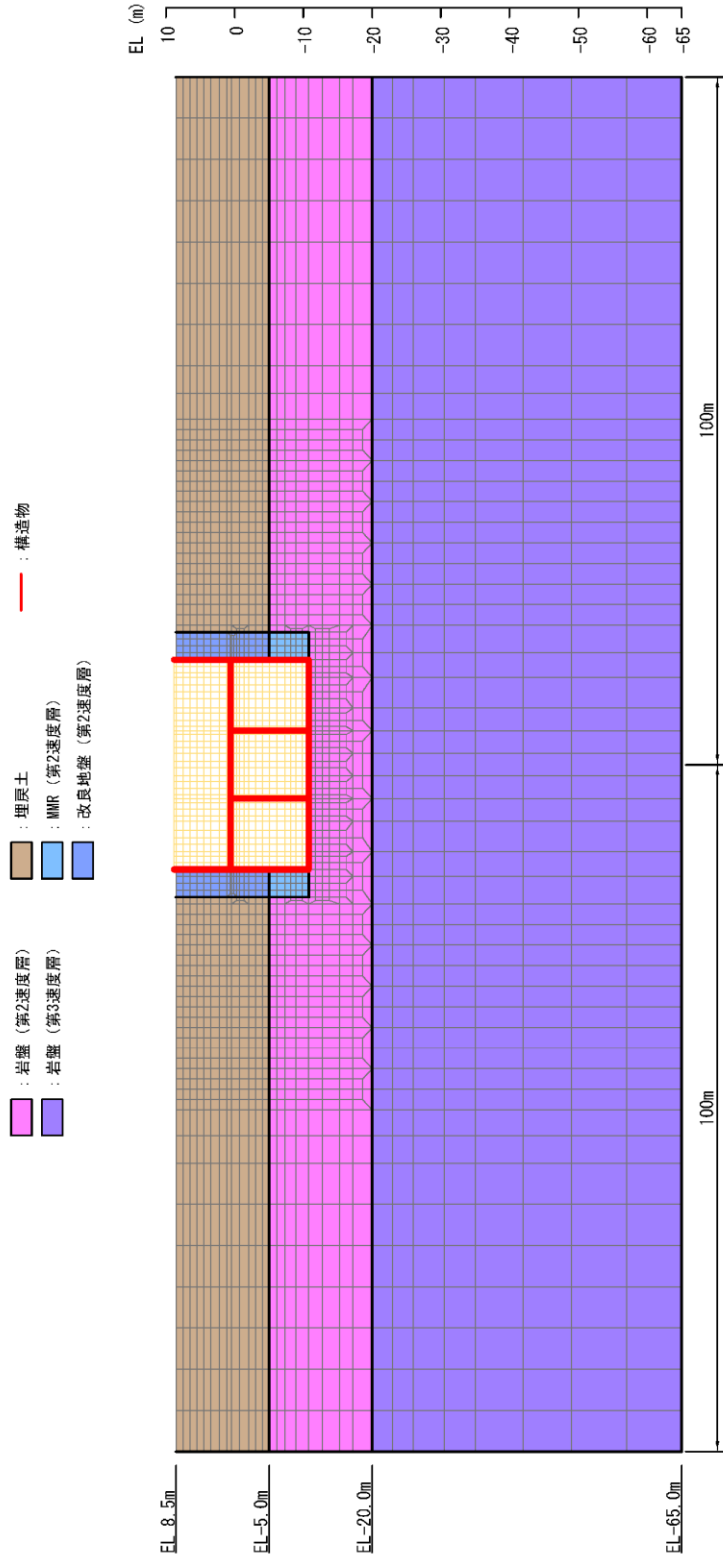 ：岩盤（第2速度層）
：岩盤（第3速度層）
：埋戻土
：MMR（第2速度層）
：改良地盤（第2速度層）
：構造物
EL 8.5m
EL-5.0m
EL-20.0m
EL-65.0m
EL (m)
10
0
-10
-20
-30
-40
-50
-60
-65
100m
100m